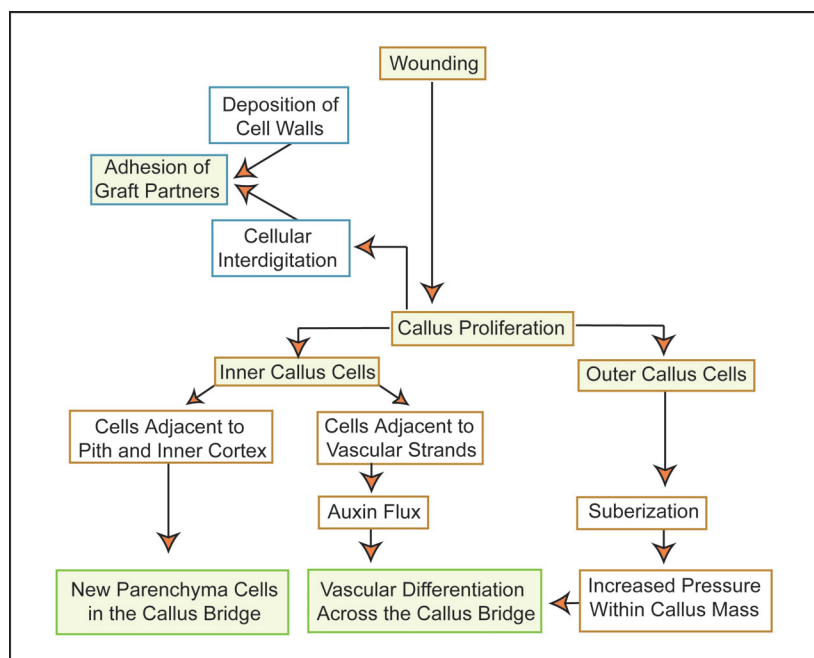 Wounding
Deposition of
Cell Walls
Adhesion of
Graft Partners
Cellular
Interdigitation
Callus Proliferation
Inner Callus Cells
Outer Callus Cells
Cells Adjacent to
Pith and Inner Cortex
Cells Adjacent to
Vascular Strands
Auxin Flux
Suberization
New Parenchyma Cells
in the Callus Bridge
Vascular Differentiation
Across the Callus Bridge
Increased Pressure
Within Callus Mass